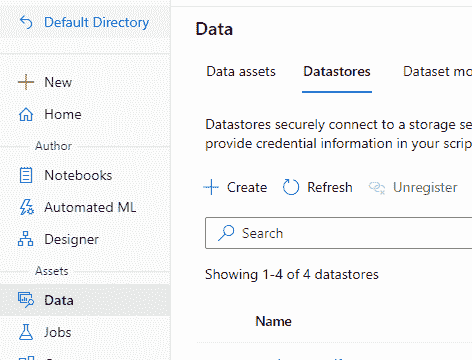 Default Directory
New
Home
Author
Notebooks
Automated ML
Designer
Assets
Data
Jobs
Data
Data assets
Datastores
Dataset mo
Datastores securely connect to a storage se
provide credential information in your scrip
Create
Refresh
Unregister
Search
Showing 1-4 of 4 datastores
Name